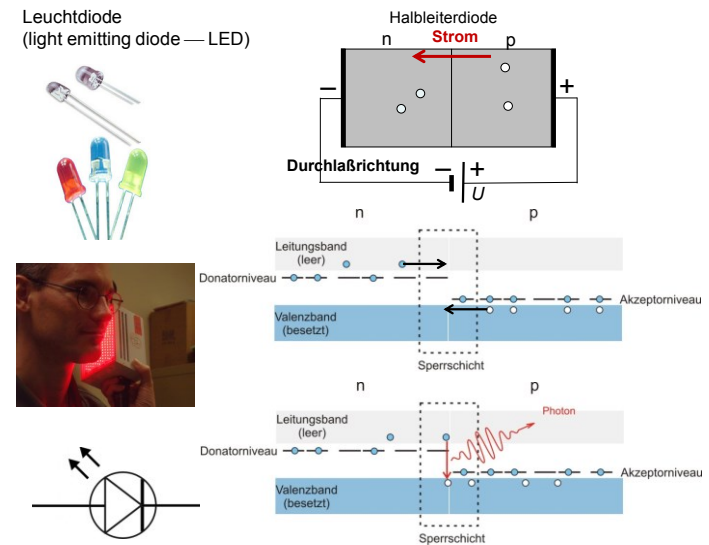 Leuchtdiode
(light emitting diode — LED)
Halbleiterdiode
n
Strom
p
−
+
Durchlaßrichtung
−
+
U
n
p
Leitungsband
(leer)
Donatorniveau
Akzeptorniveau
Valenzband
(besetzt)
Sperrschicht
n
p
Leitungsband
(leer)
Photon
Donatorniveau
Akzeptorniveau
Valenzband
(besetzt)
Sperrschicht